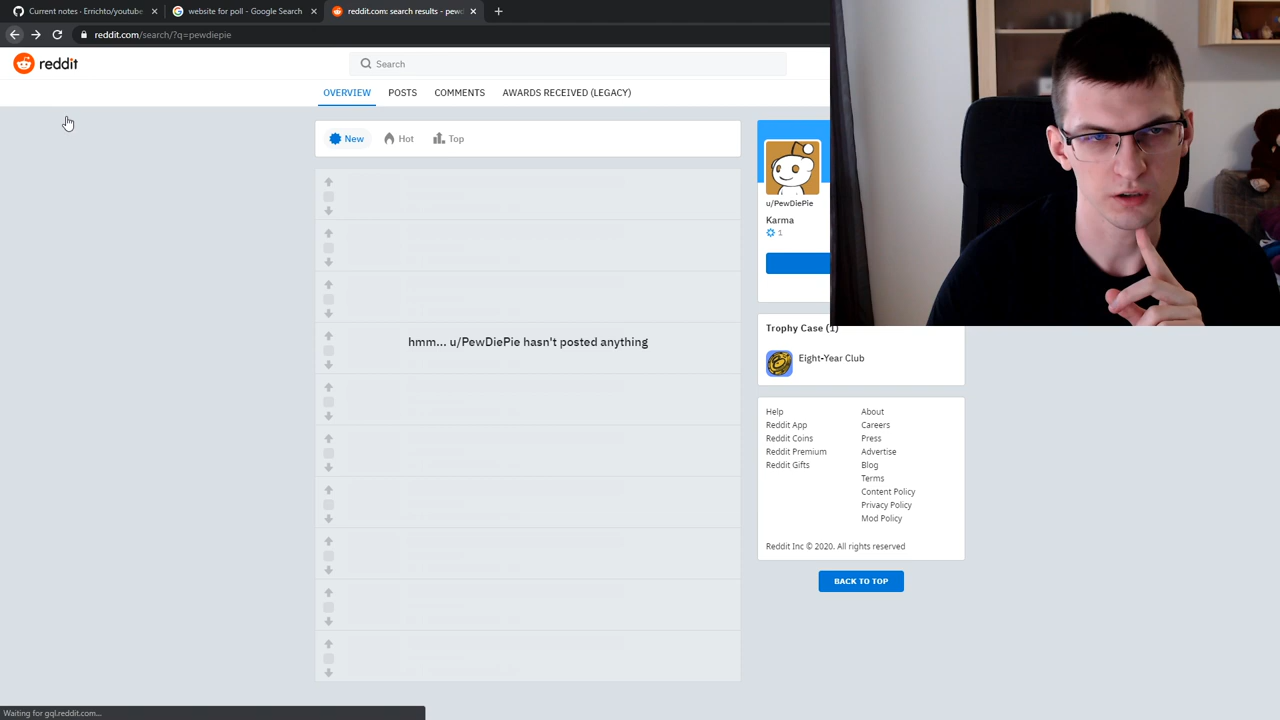 Current notes - Errichto/youtube
website for poll - Google Search
reddit.com: search results - pew
reddit.com/search/?q=pewdiepie
reddit
Search
OVERVIEW
POSTS
COMMENTS
AWARDS RECEIVED (LEGACY)
New
Hot
Top
u/PewDiePie
Karma
1
hmm... u/PewDiePie hasn't posted anything
Trophy Case (1)
Eight-Year Club
Help
About
Reddit App
Careers
Reddit Coins
Press
Reddit Premium
Advertise
Reddit Gifts
Blog
Terms
Content Policy
Privacy Policy
Mod Policy
Reddit Inc © 2020. All rights reserved
BACK TO TOP
Waiting for gql.reddit.com...